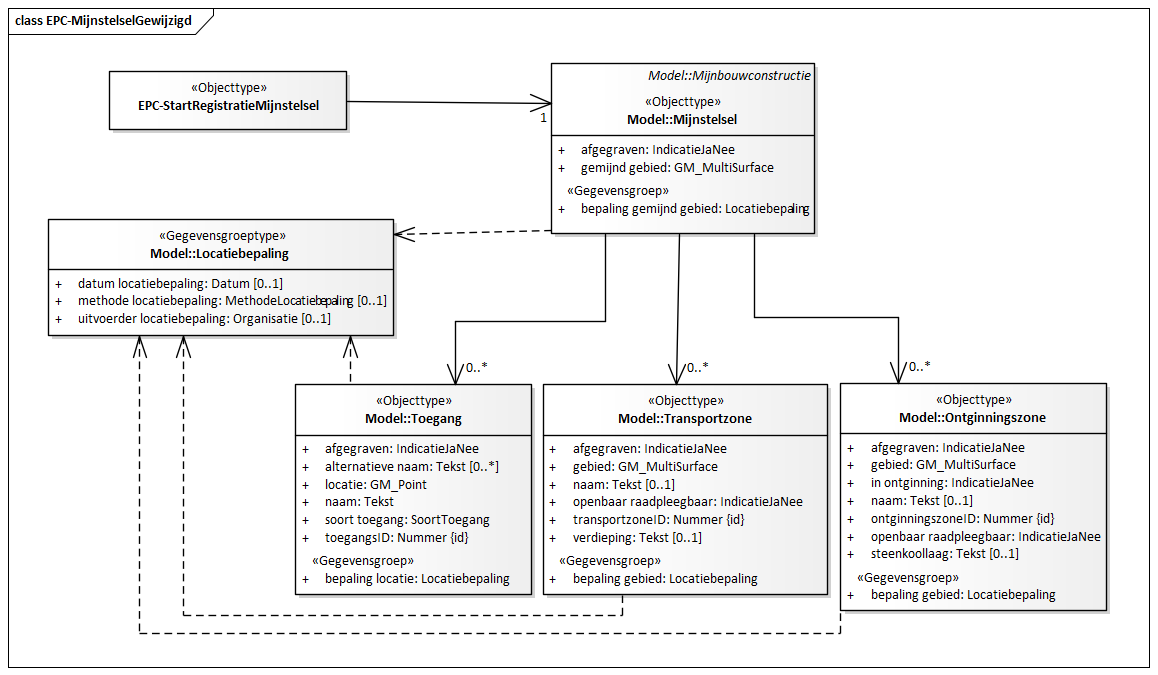 class EPC-MijnstelselGewijzigd
«Objecttype»
EPC-StartRegistratieMijnstelsel
1
Model::Mijnbouwconstructie
«Objecttype»
Model::Mijnstelsel
+ afgegraven: IndicatieJaNee
+ gemijnd gebied: GM_MultiSurface
«Gegevensgroep»
+ bepaling gemijnd gebied: Locatiebepaling
«Gegevensgroeptype»
Model::Locatiebepaling
+ datum locatiebepaling: Datum [0..1]
+ methode locatiebepaling: MethodeLocatiebepaling [0..1]
+ uitvoerder locatiebepaling: Organisatie [0..1]
0..*
0..*
0..*
«Objecttype»
Model::Toegang
+ afgegraven: IndicatieJaNee
+ alternatieve naam: Tekst [0..*]
+ locatie: GM_Point
+ naam: Tekst
+ soort toegang: SoortToegang
+ toegangsID: Nummer {id}
«Gegevensgroep»
+ bepaling locatie: Locatiebepaling
«Objecttype»
Model::Transportzone
+ afgegraven: IndicatieJaNee
+ gebied: GM_MultiSurface
+ naam: Tekst [0..1]
+ openbaar raadpleegbaar: IndicatieJaNee
+ transportzoneID: Nummer {id}
+ verdieping: Tekst [0..1]
«Gegevensgroep»
+ bepaling gebied: Locatiebepaling
«Objecttype»
Model::Ontginningszone
+ afgegraven: IndicatieJaNee
+ gebied: GM_MultiSurface
+ in ontginning: IndicatieJaNee
+ naam: Tekst [0..1]
+ ontginningszoneID: Nummer {id}
+ openbaar raadpleegbaar: IndicatieJaNee
+ steenkoollaag: Tekst [0..1]
«Gegevensgroep»
+ bepaling gebied: Locatiebepaling